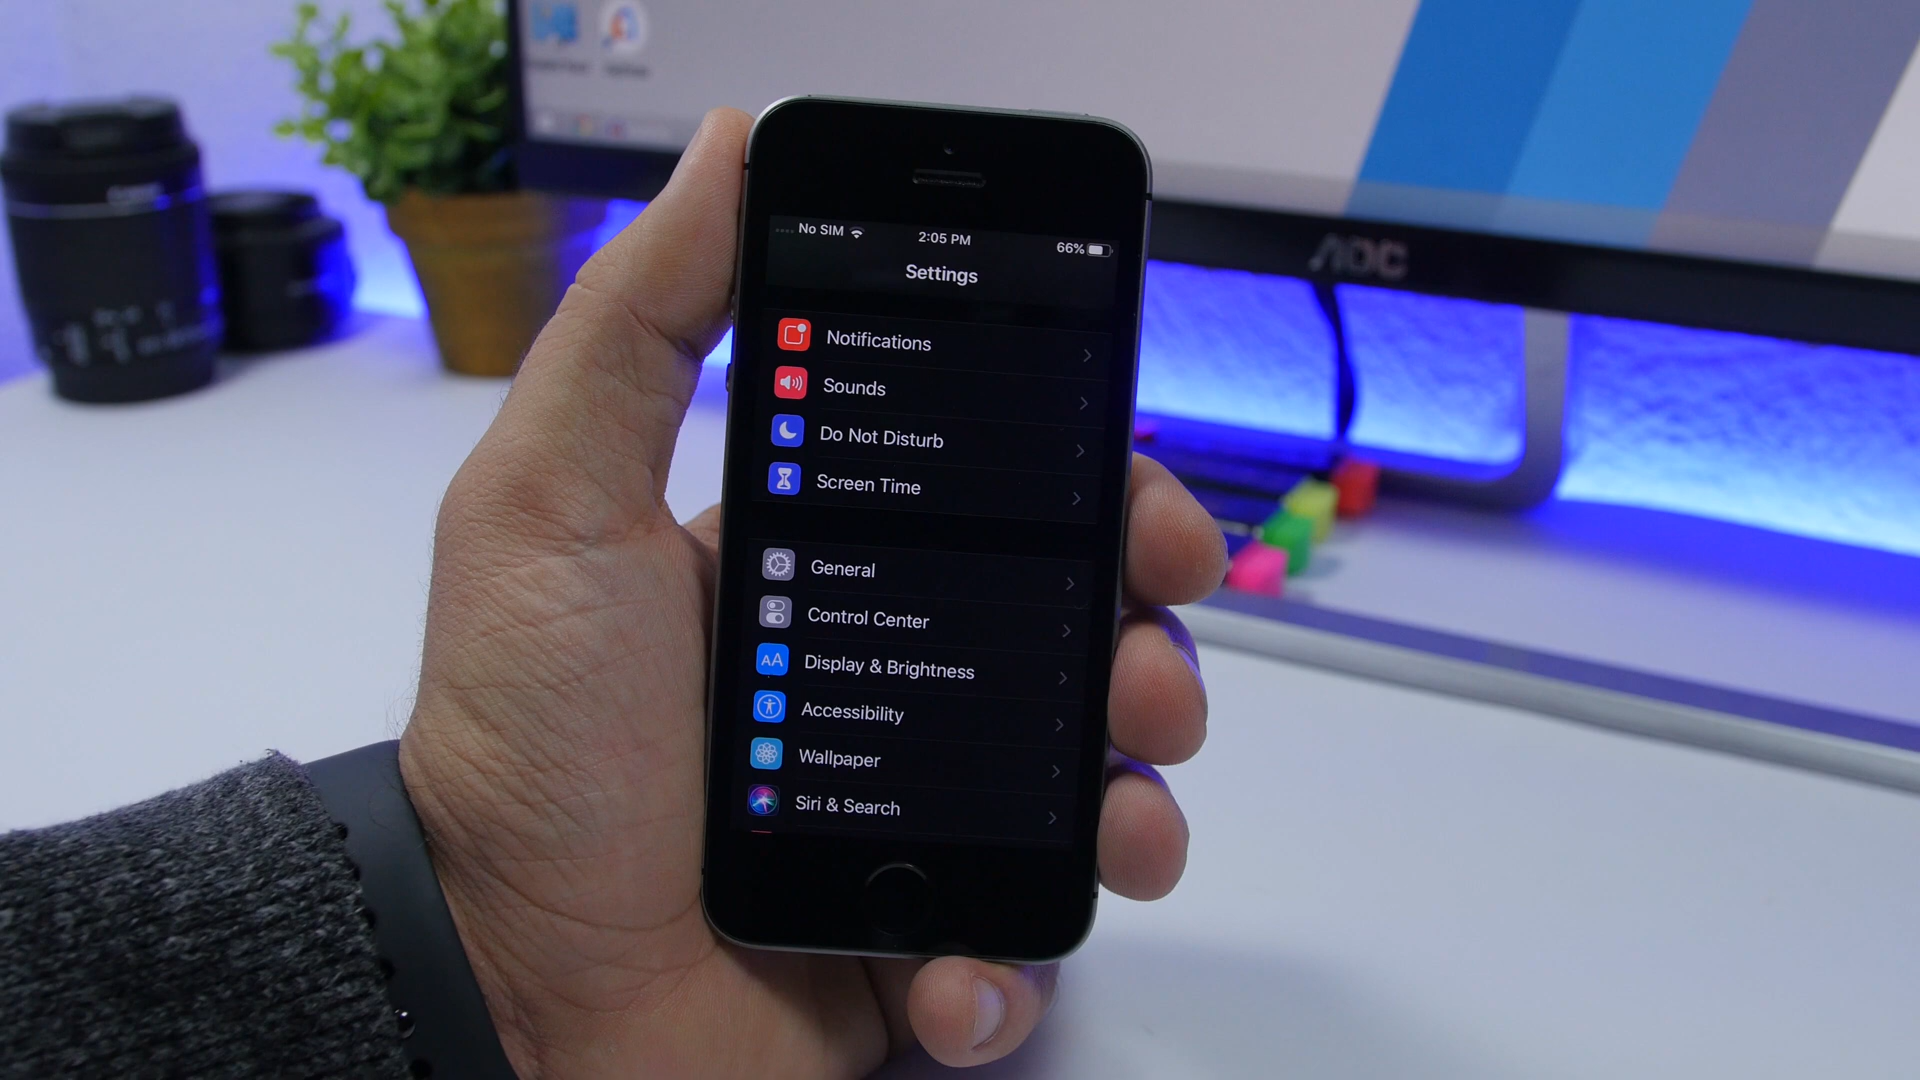 Canon
No SIM 2:05 PM 66%
Settings
Notifications
Sounds
Do Not Disturb
Screen Time
General
Control Center
AA Display & Brightness
Accessibility
Wallpaper
Siri & Search
AOC